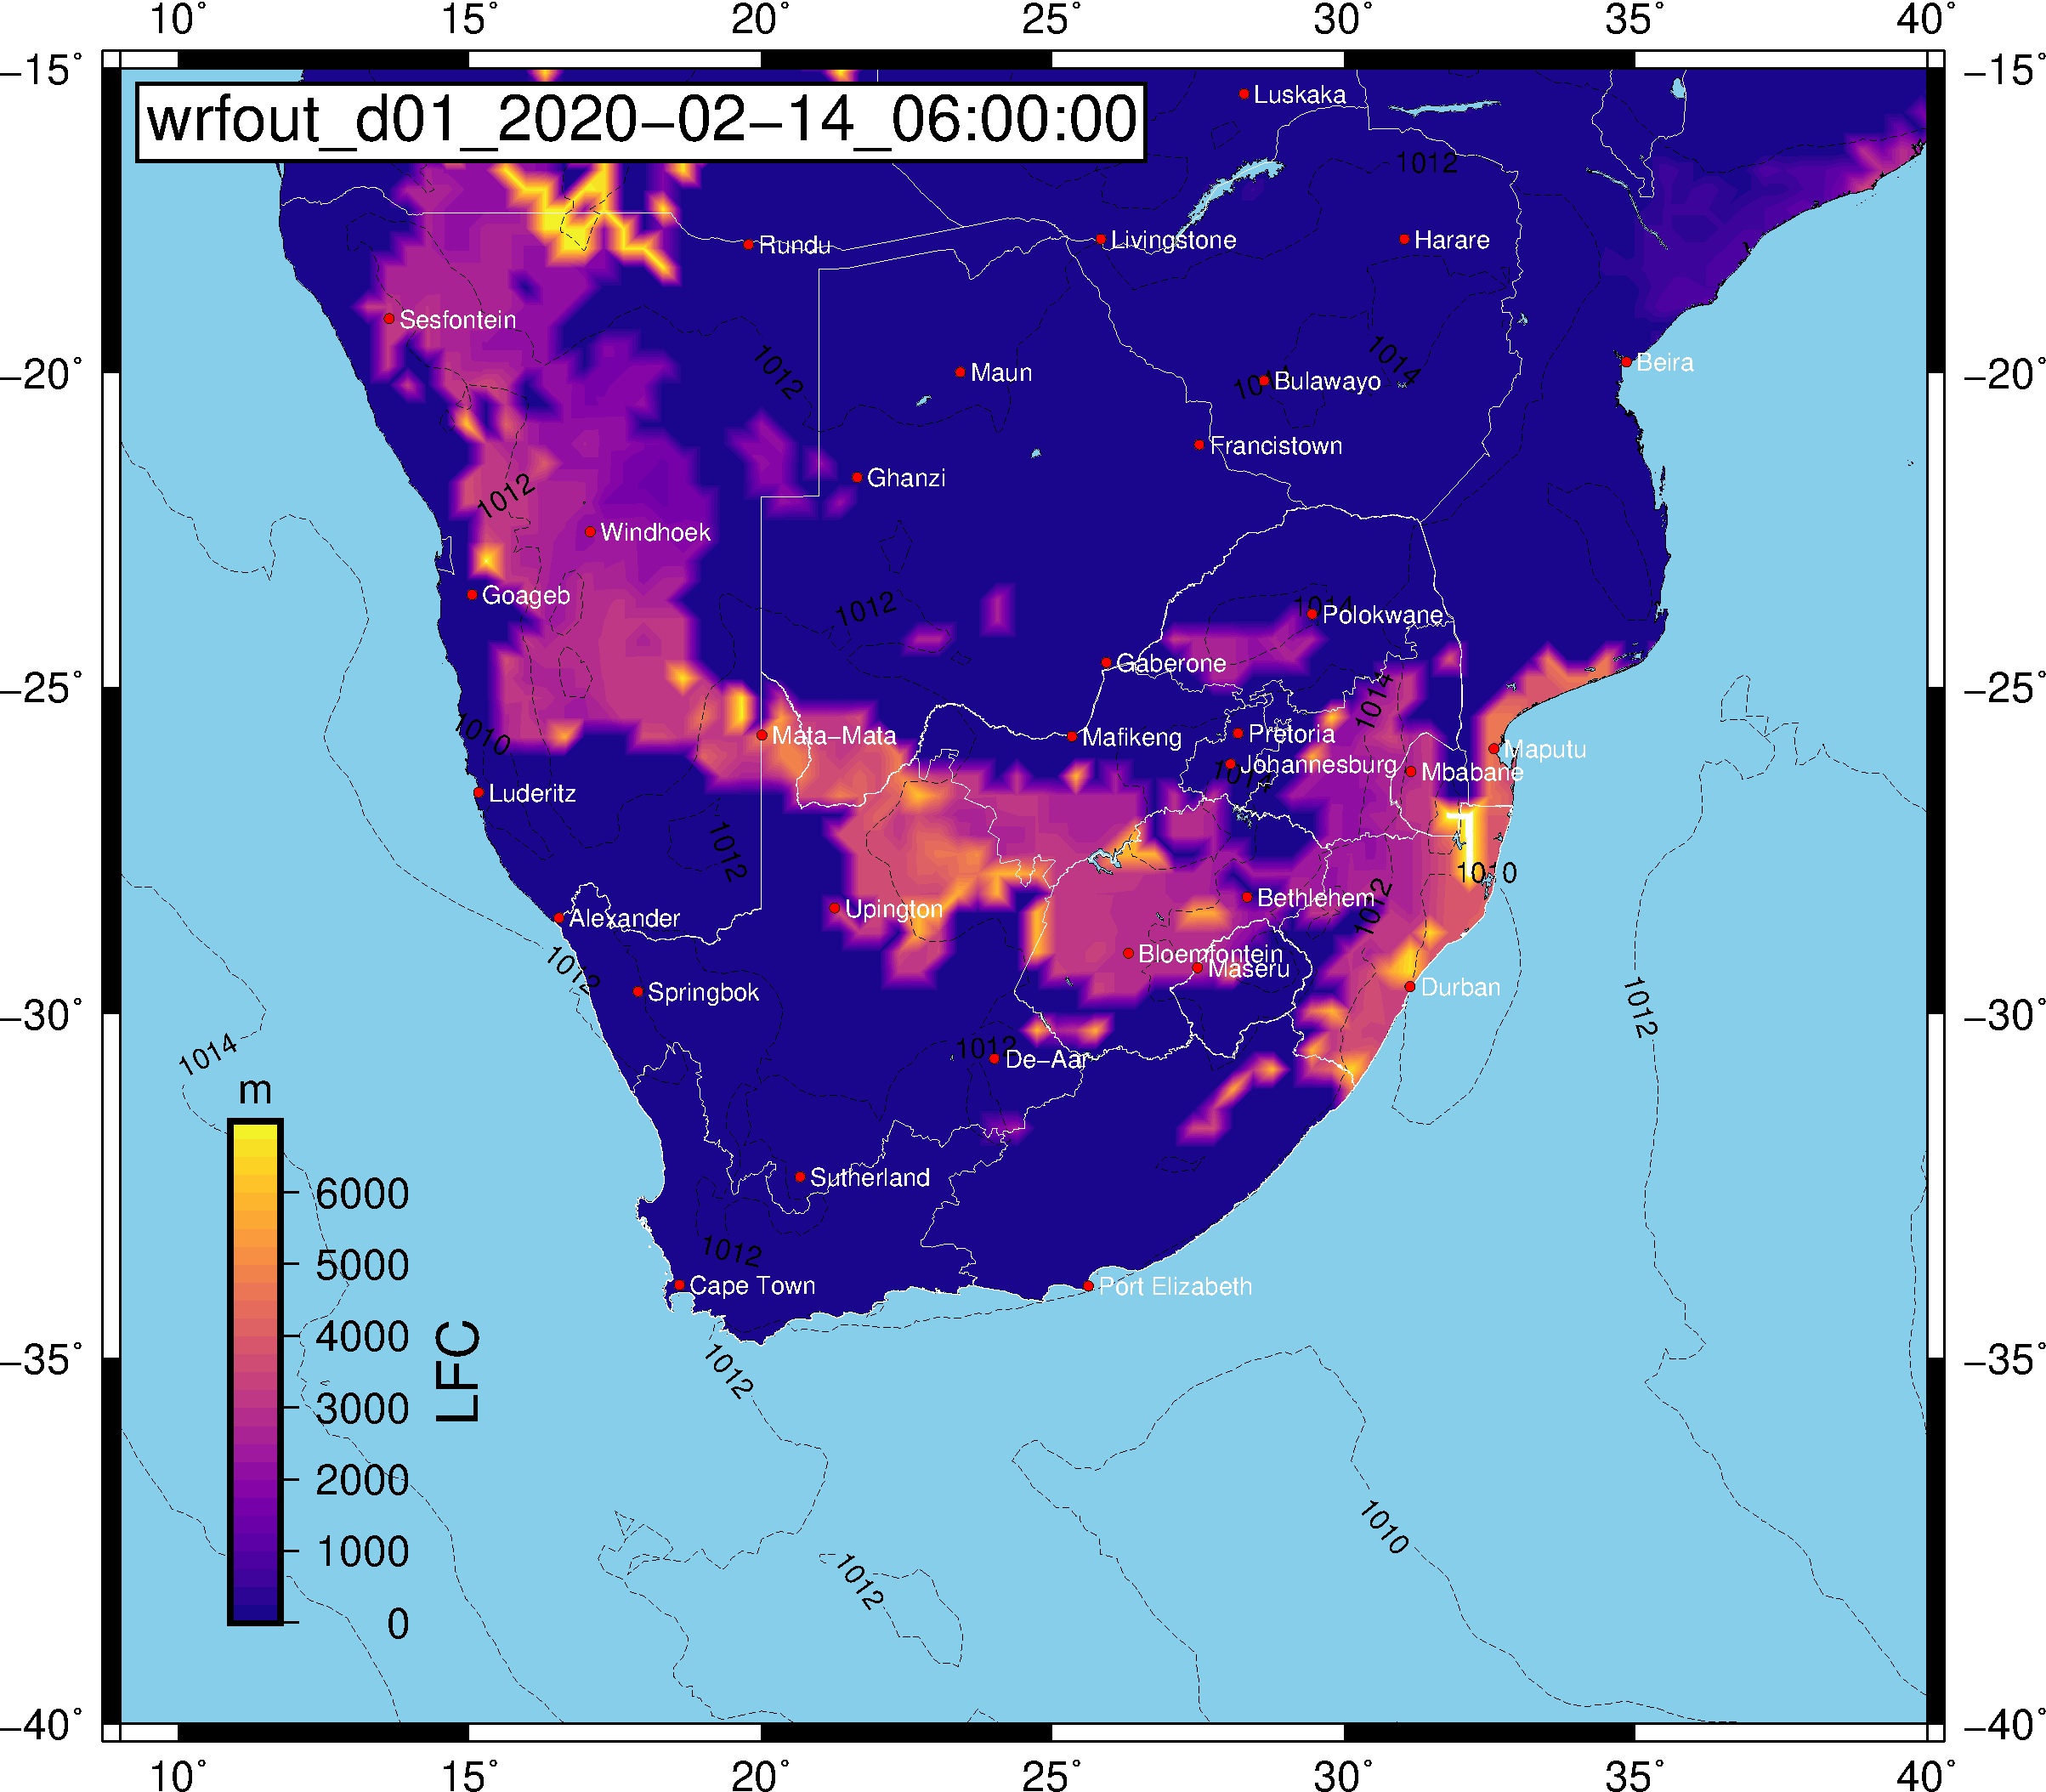 10° 15° 20° 25° 30° 35° 40°
−15° −15°
wrfout_d01_2020−02−14_06:00:00
Luskaka
1012
Rundu
Livingstone
Harare
Sesfontein
1012
1014
−20° −20°
Maun
Bulawayo
Beira
Francistown
Ghanzi
1012
Windhoek
Goageb
1012
1014
Polokwane
Gaberone
−25° −25°
1014
1010
Mata−Mata
Mafikeng
Pretoria
Maputu
Johannesburg
Mbabane
1014
Luderitz
1012
1010
Bethlehem
1012
Upington
Alexander
Bloemfontein
Maseru
1012
Springbok
Durban
−30° −30°
1012
1014
1012
De−Aar
m
Sutherland
6000
1012
5000
Cape Town
Port Elizabeth
4000
−35° −35°
1012
LFC
3000
2000
1010
1000
1012
0
−40° −40°
10° 15° 20° 25° 30° 35° 40°